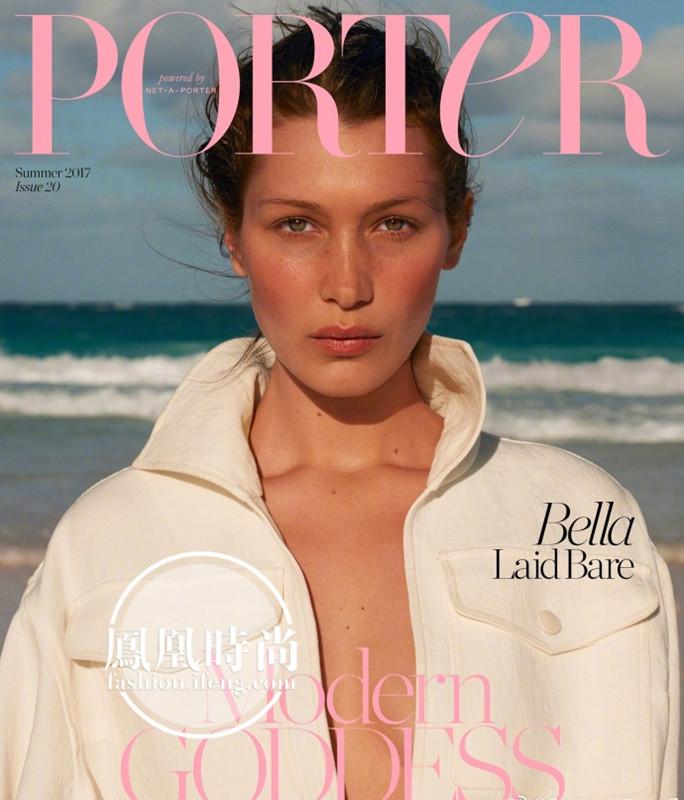 PORTER
powered by
NET-A-PORTER
Summer 2017
Issue 20
Bella
Laid Bare
鳳凰時尚
fashion.ifeng.com
Modern
GODDESS